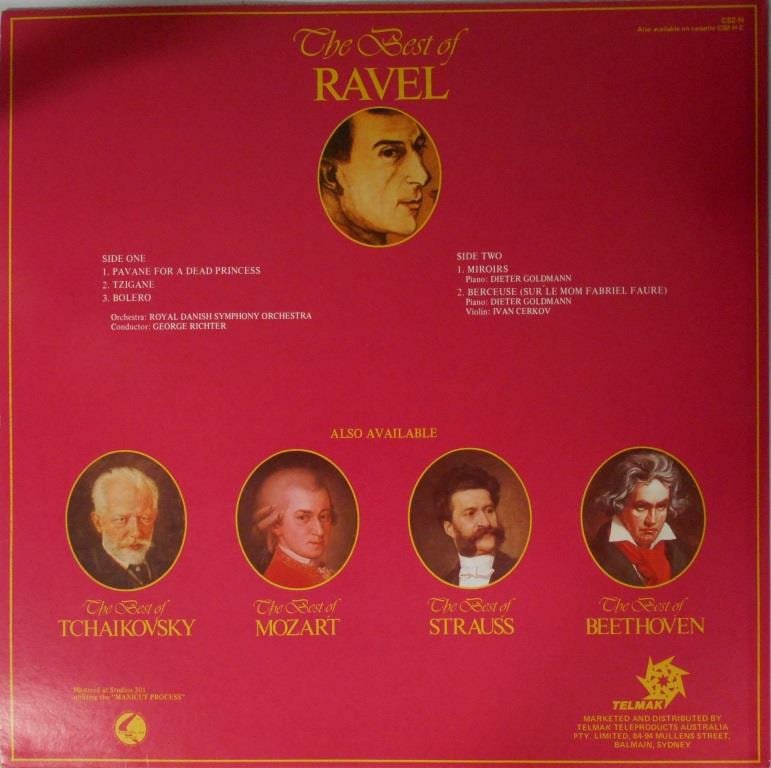 CS2-H
Also available on cassette CS2-H-C
The Best of
RAVEL
SIDE ONE
1. PAVANE FOR A DEAD PRINCESS
2. TZIGANE
3. BOLERO
Orchestra: ROYAL DANISH SYMPHONY ORCHESTRA
Conductor: GEORGE RICHTER
SIDE TWO
1. MIROIRS
Piano: DIETER GOLDMANN
2. BERCEUSE (SUR LE MOM FABRIEL FAURE)
Piano: DIETER GOLDMANN
Violin: IVAN CERKOV
ALSO AVAILABLE
The Best of
TCHAIKOVSKY
The Best of
MOZART
The Best of
STRAUSS
The Best of
BEETHOVEN
Mastered at Studios 301
utilizing the "MAXICUT PROCESS"
TELMAK
MARKETED AND DISTRIBUTED BY
TELMAK TELEPRODUCTS AUSTRALIA
PTY. LIMITED, 84-94 MULLENS STREET,
BALMAIN, SYDNEY